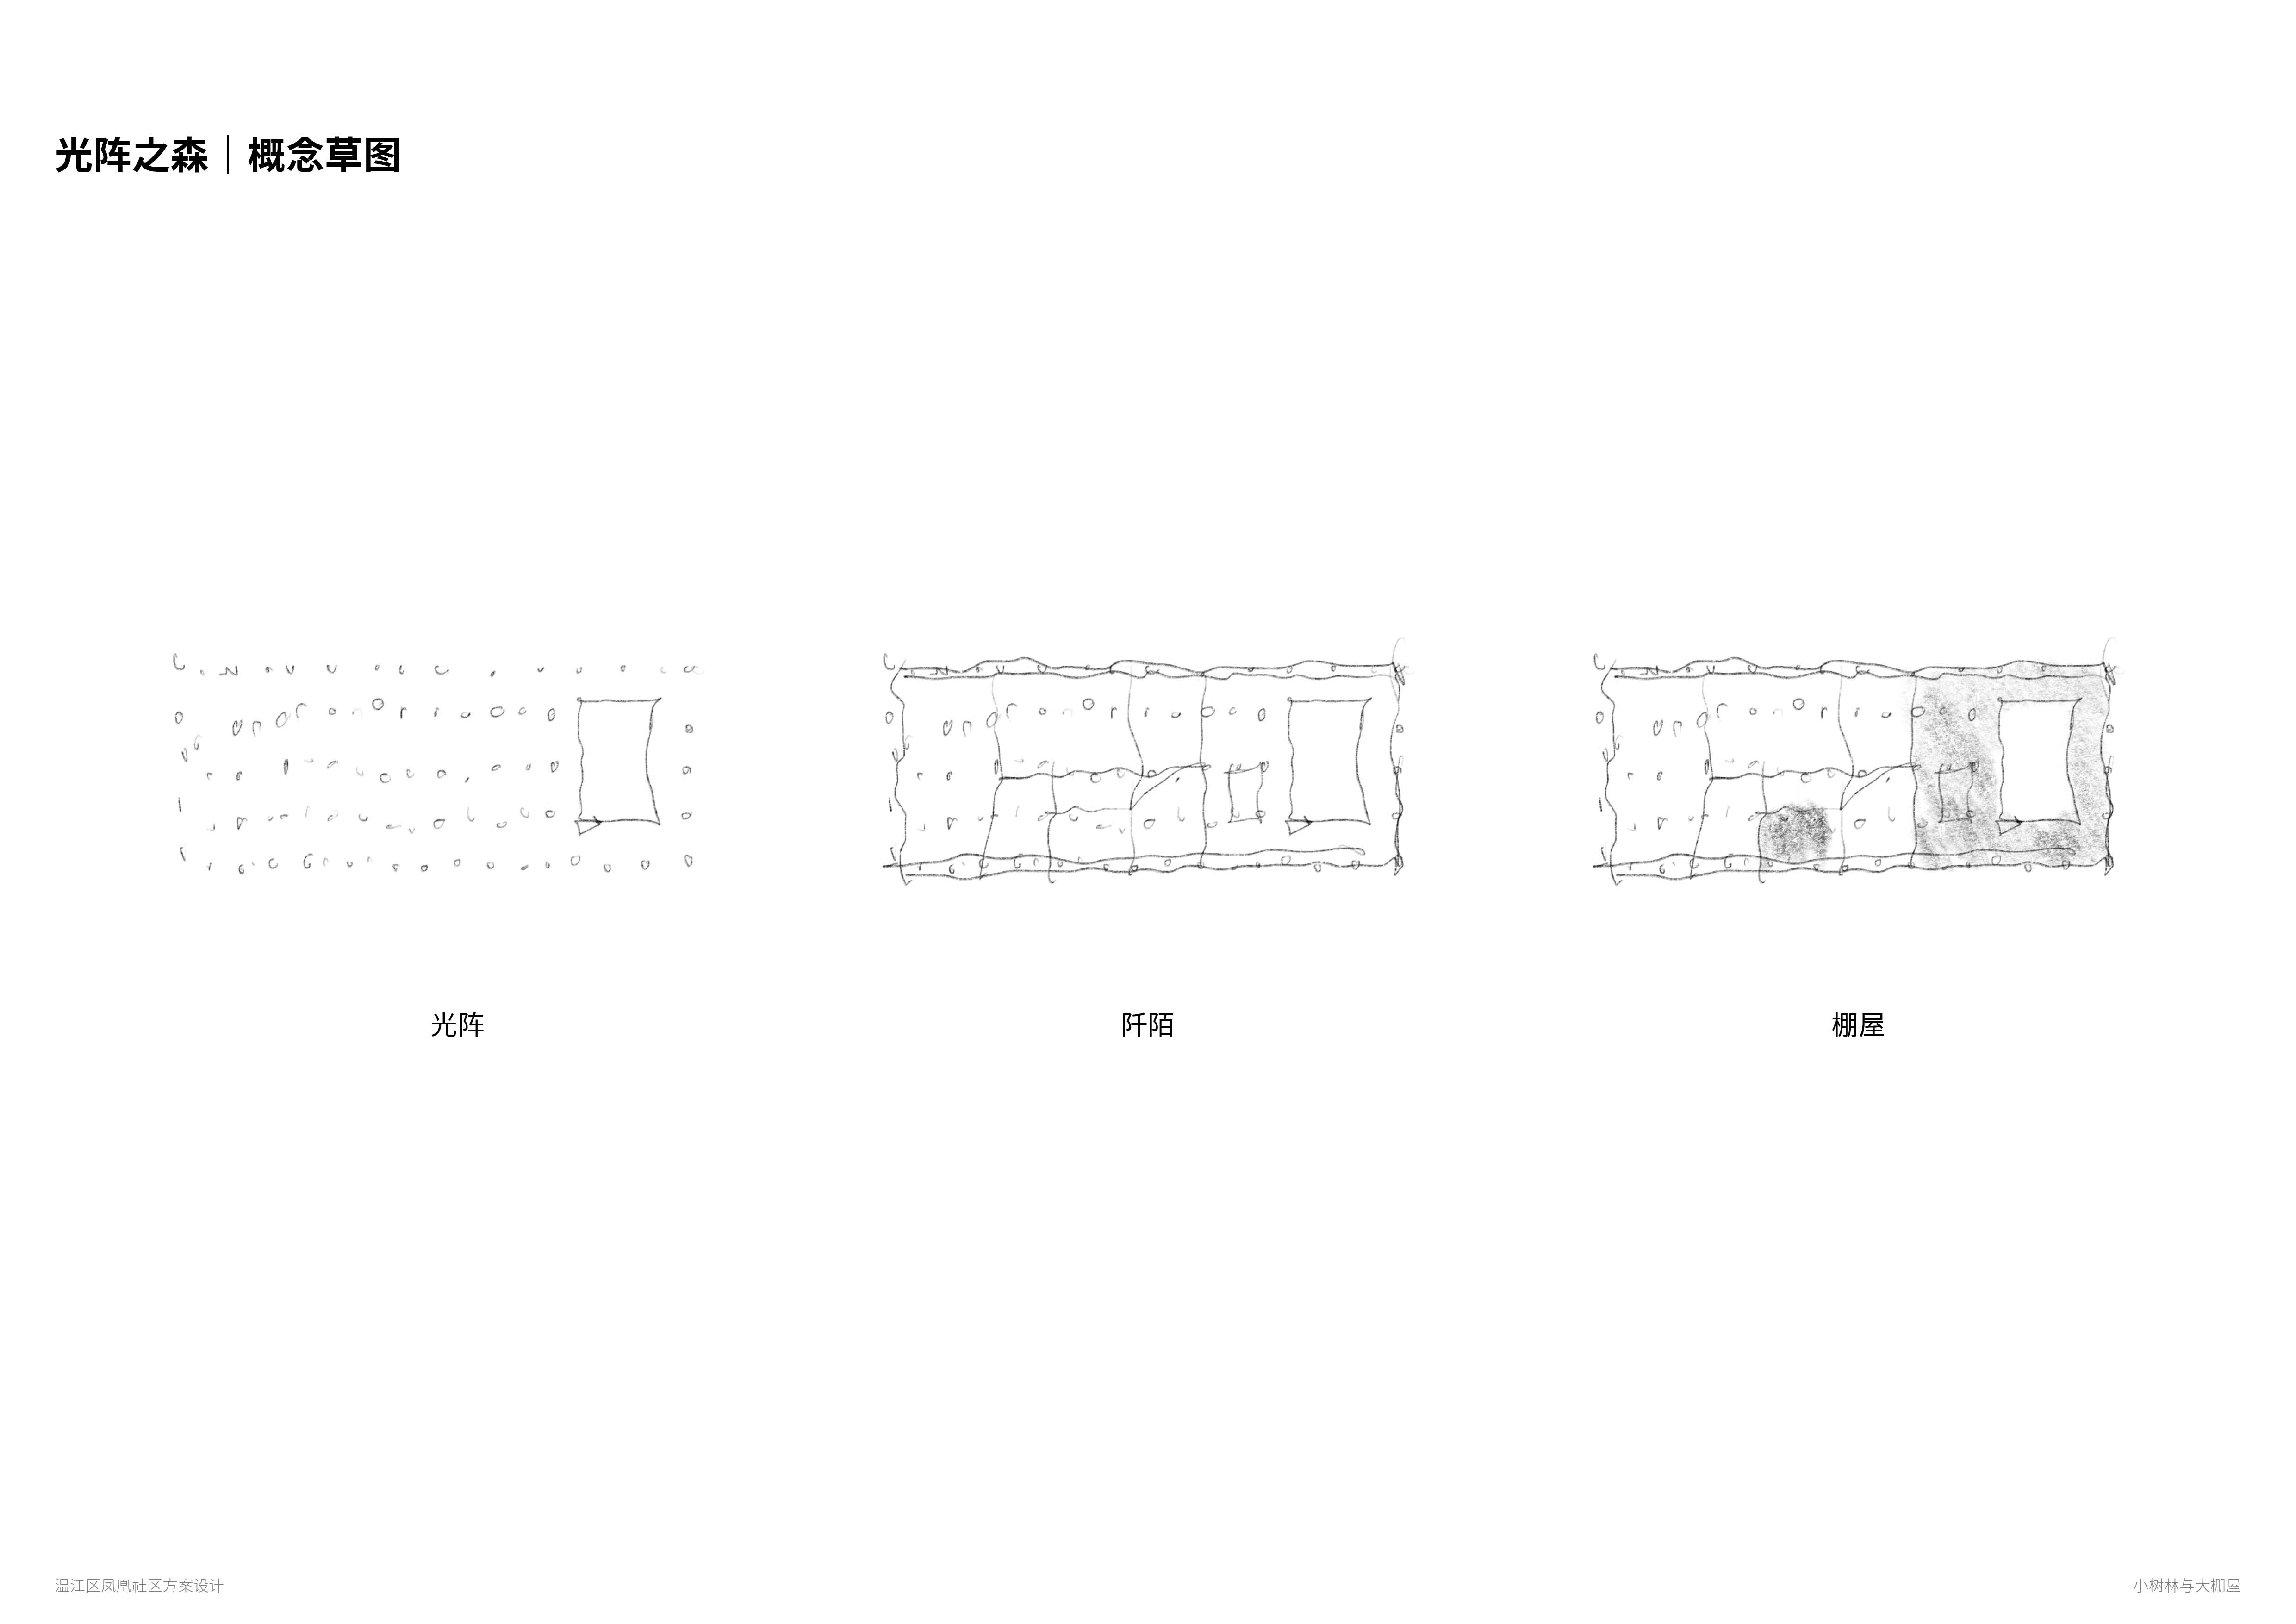 光阵之森｜概念草图
光阵
阡陌
棚屋
温江区凤凰社区方案设计
小树林与大棚屋